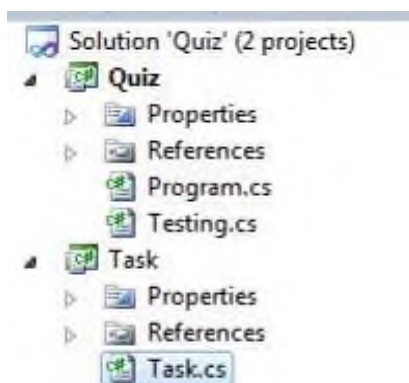 Solution 'Quiz' (2 projects)
Quiz
Properties
References
Program.cs
Testing.cs
Task
Properties
References
Task.cs